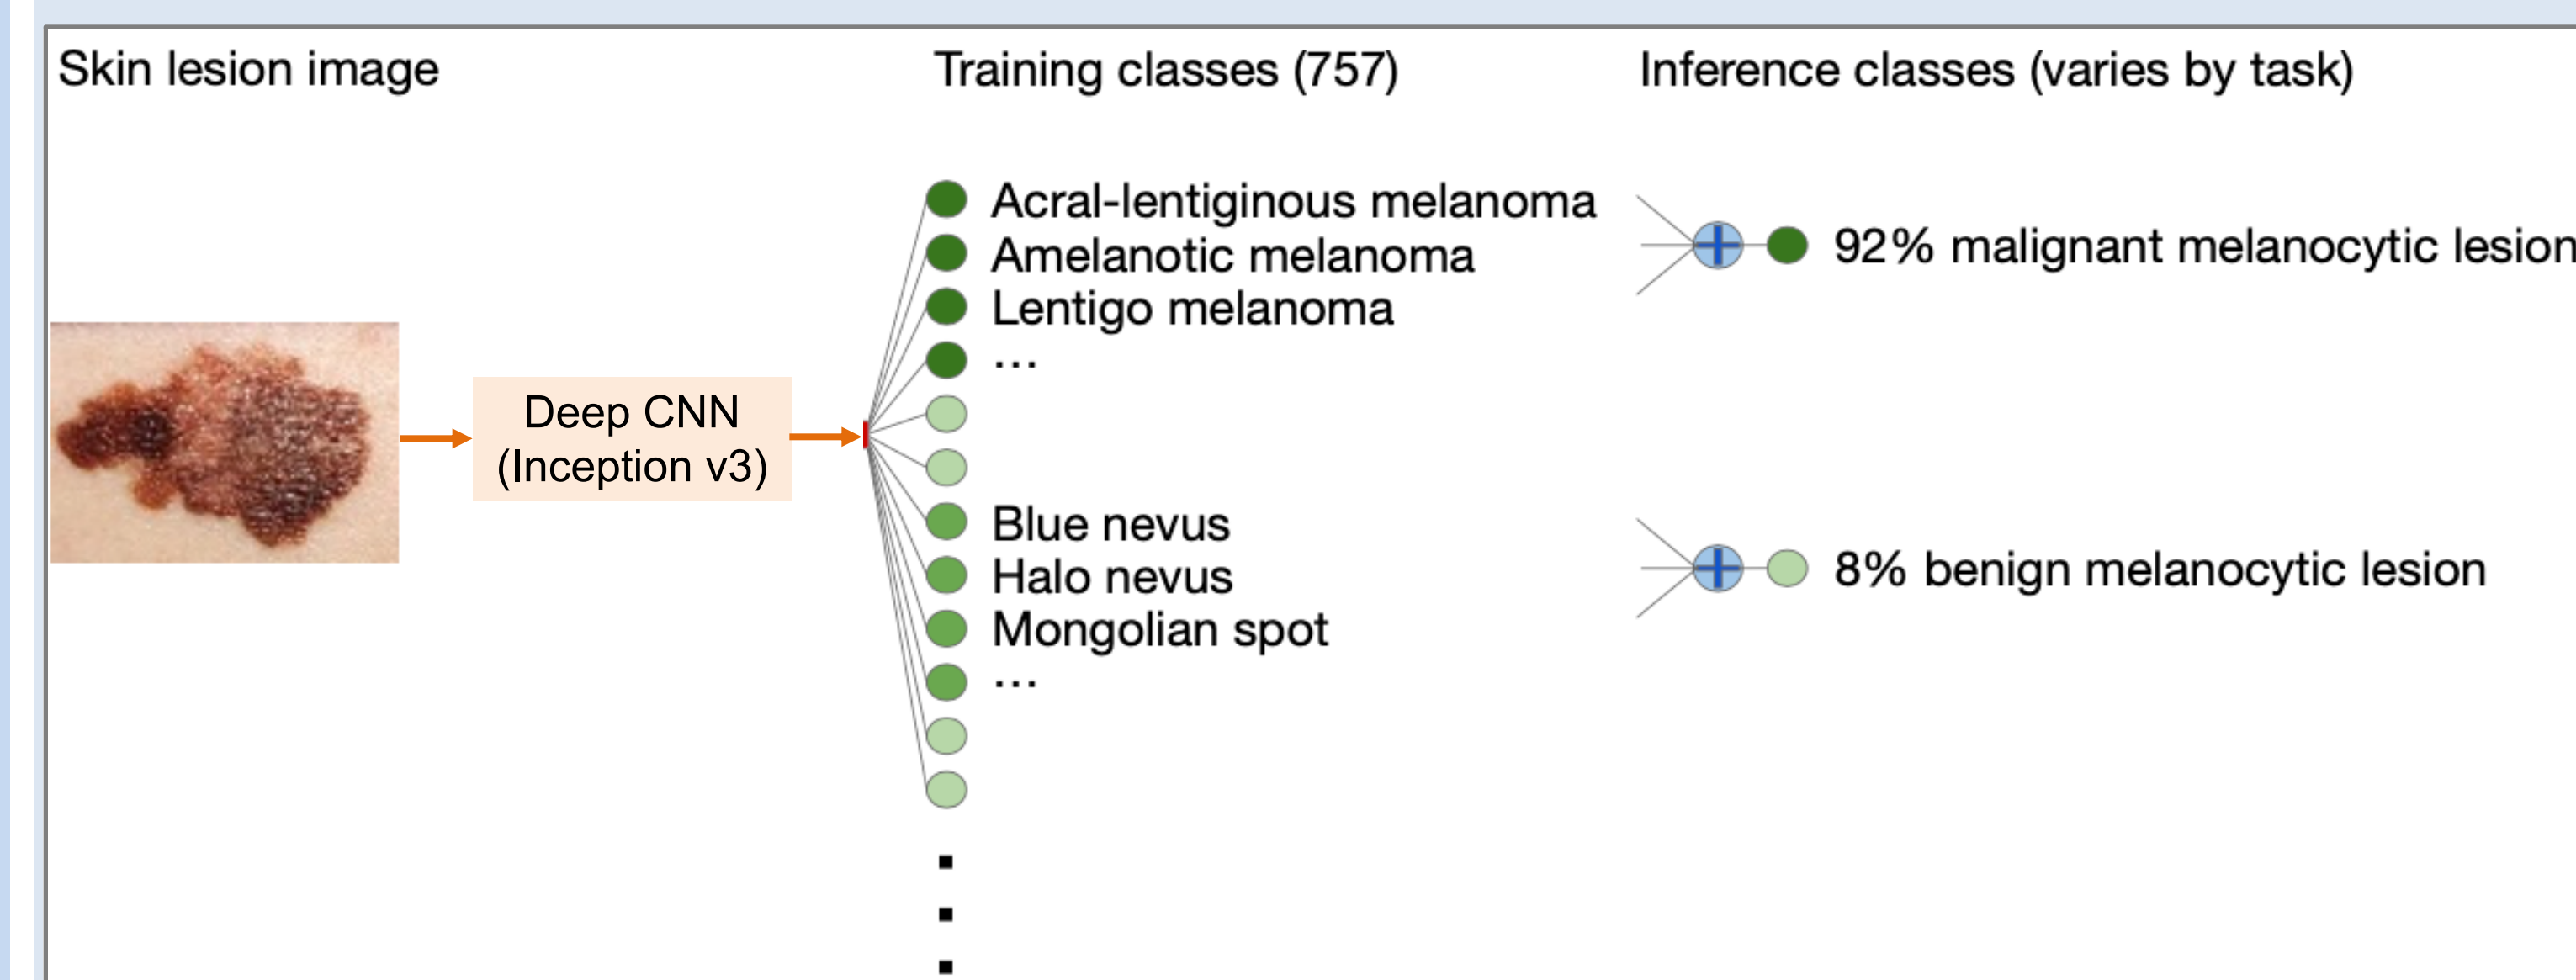 Skin lesion image
Training classes (757)
Inference classes (varies by task)
Acral-lentiginous melanoma
Amelanotic melanoma
Lentigo melanoma
...
Deep CNN
(Inception v3)
Blue nevus
Halo nevus
Mongolian spot
...
92% malignant melanocytic lesion
8% benign melanocytic lesion